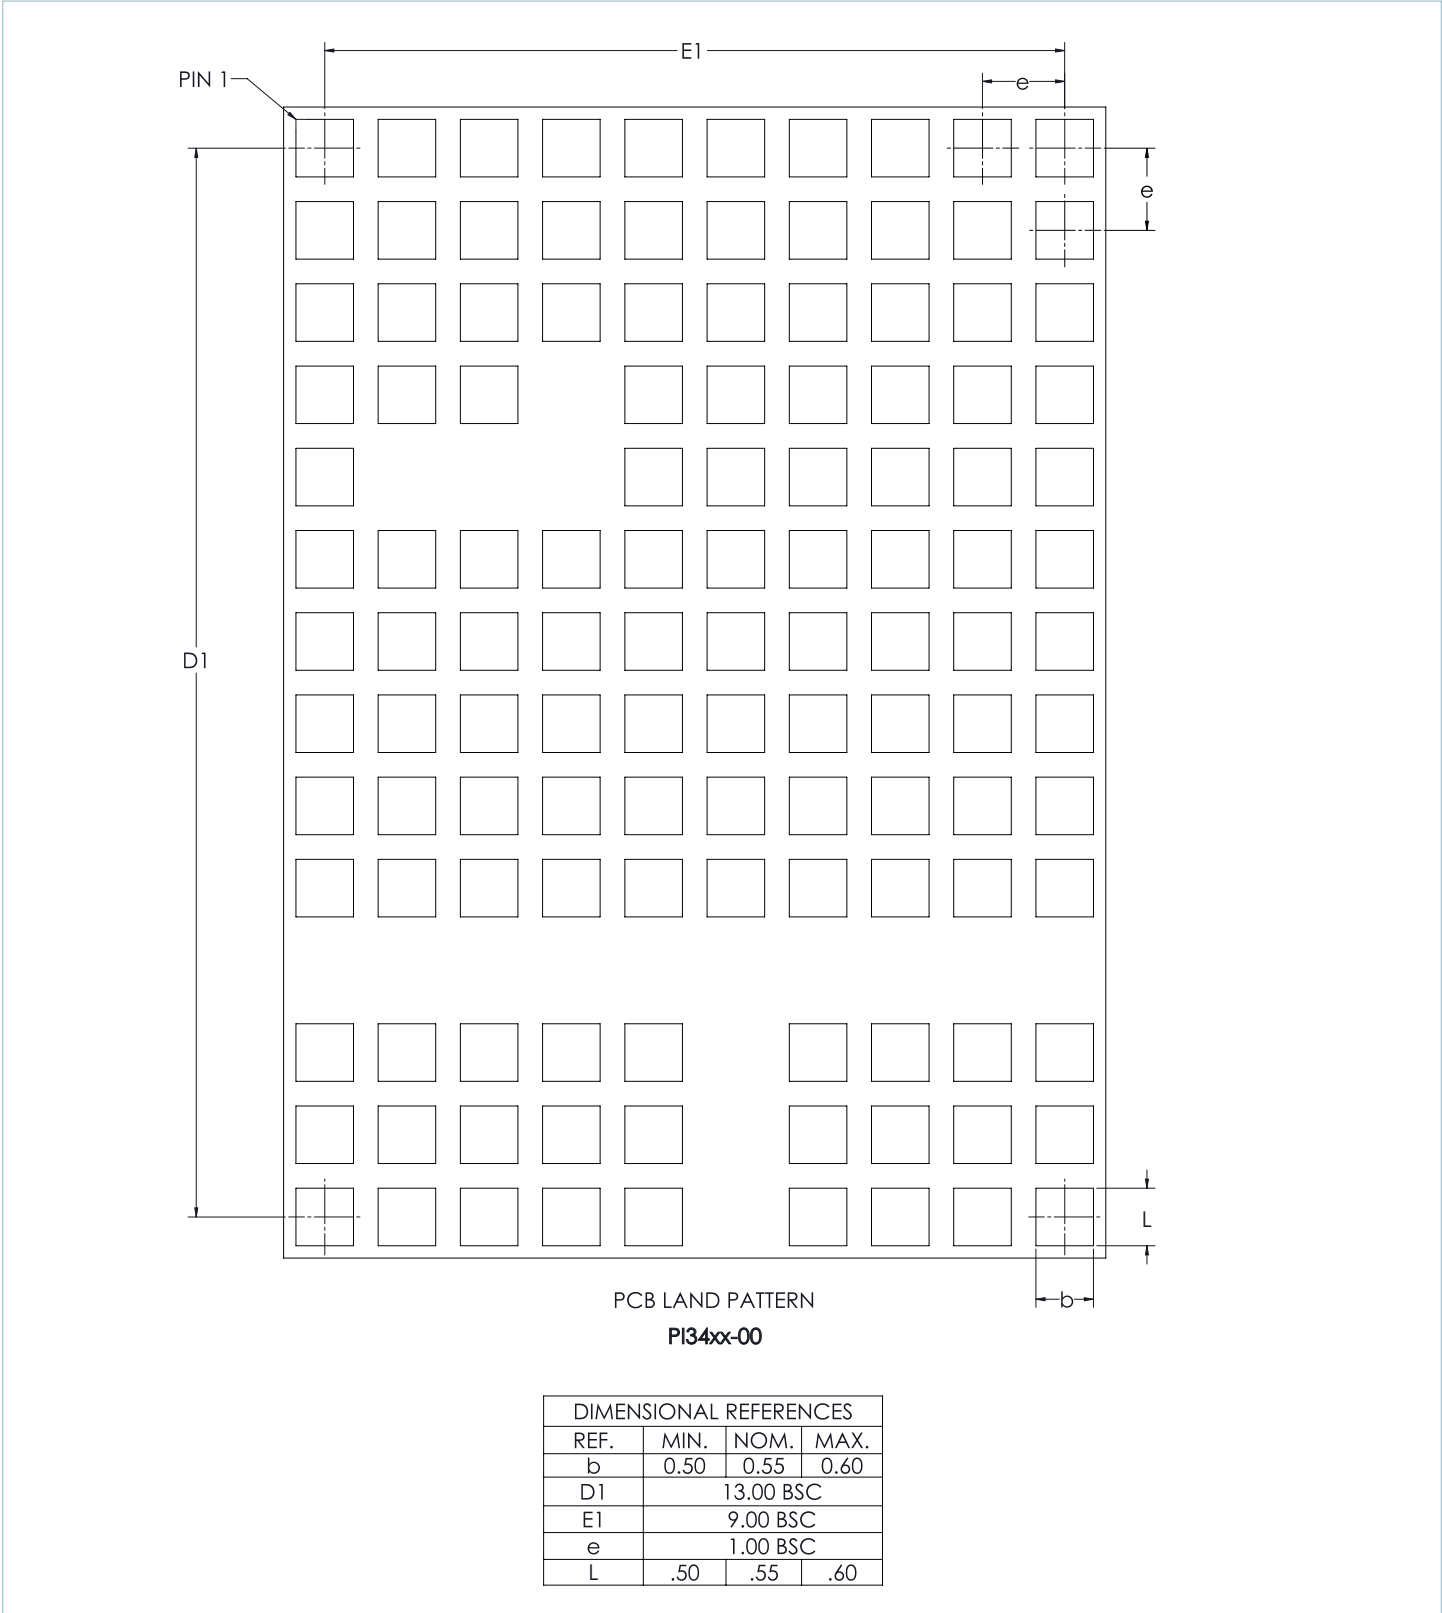 E1
PIN 1
e
e
D1
L
b
PCB LAND PATTERN
PI34xx-00
DIMENSIONAL REFERENCES
REF. MIN. NOM. MAX.
b 0.50 0.55 0.60
D1 13.00 BSC
E1 9.00 BSC
e 1.00 BSC
L .50 .55 .60